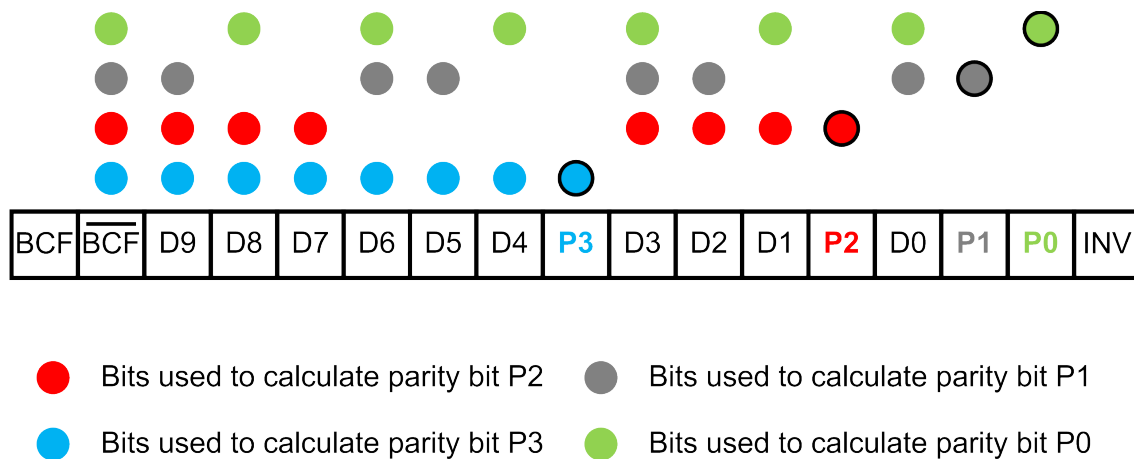 BCF B̅C̅F̅ D9 D8 D7 D6 D5 D4 P3 D3 D2 D1 P2 D0 P1 P0 INV
Bits used to calculate parity bit P2 Bits used to calculate parity bit P1
Bits used to calculate parity bit P3 Bits used to calculate parity bit P0